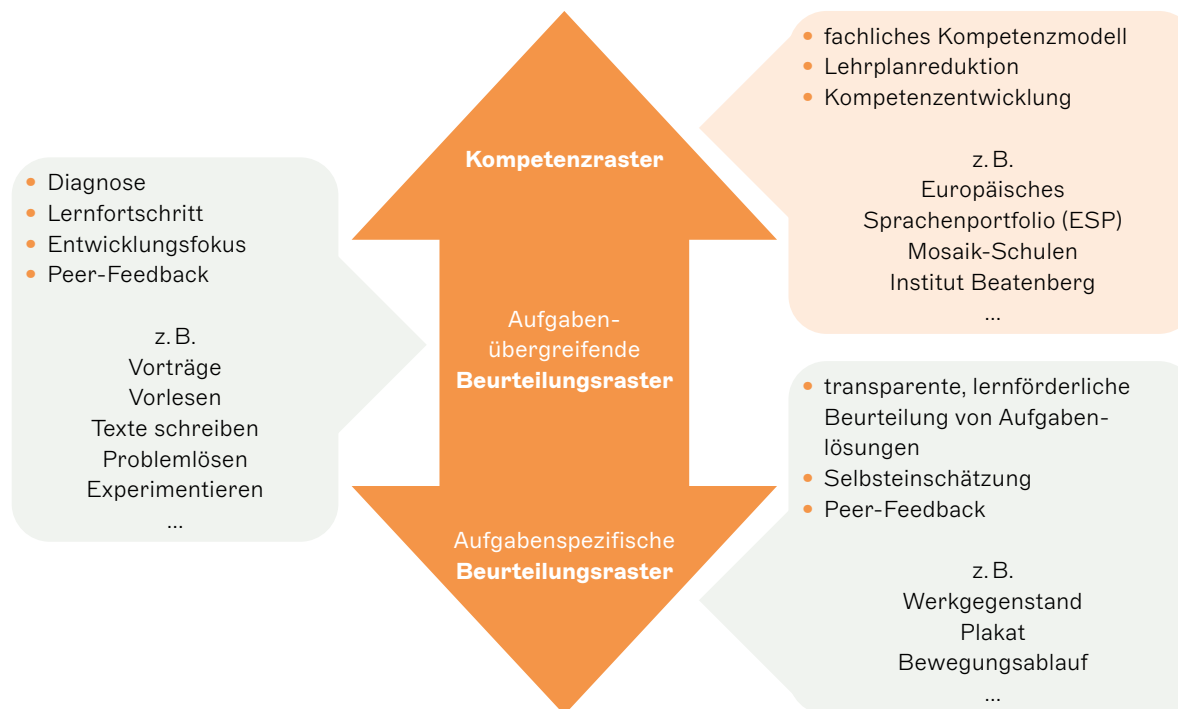 • fachliches Kompetenzmodell
• Lehrplanreduktion
• Kompetenzentwicklung
z. B.
Europäisches
Sprachenportfolio (ESP)
Mosaik-Schulen
Institut Beatenberg
...
Kompetenzraster
• Diagnose
• Lernfortschritt
• Entwicklungsfokus
• Peer-Feedback
z. B.
Vorträge
Vorlesen
Texte schreiben
Problemlösen
Experimentieren
...
Aufgaben-
übergreifende
Beurteilungsraster
• transparente, lernförderliche
Beurteilung von Aufgaben-
lösungen
• Selbsteinschätzung
• Peer-Feedback
z. B.
Werkgegenstand
Plakat
Bewegungsablauf
...
Aufgabenspezifische
Beurteilungsraster